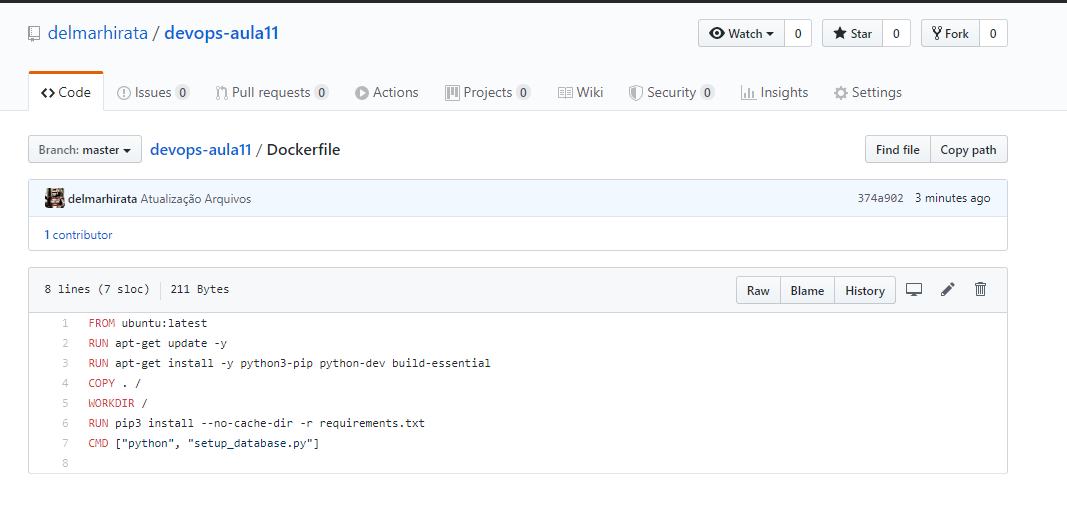 delmarhirata / devops-aula11
Watch 0 Star 0 Fork 0
Code Issues 0 Pull requests 0 Actions Projects 0 Wiki Security 0 Insights Settings
Branch: master devops-aula11 / Dockerfile Find file Copy path
delmarhirata Atualização Arquivos 374a902 3 minutes ago
1 contributor
8 lines (7 sloc) 211 Bytes Raw Blame History
1 FROM ubuntu:latest
2 RUN apt-get update -y
3 RUN apt-get install -y python3-pip python-dev build-essential
4 COPY . /
5 WORKDIR /
6 RUN pip3 install --no-cache-dir -r requirements.txt
7 CMD ["python", "setup_database.py"]
8